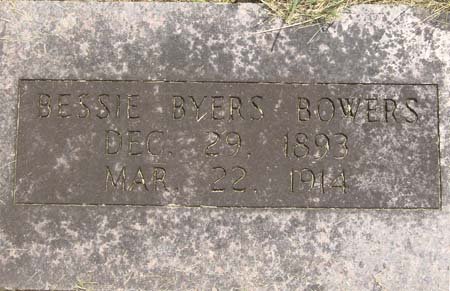 BESSIE BYERS BOWERS
DEC. 29. 1893
MAR. 22. 1914